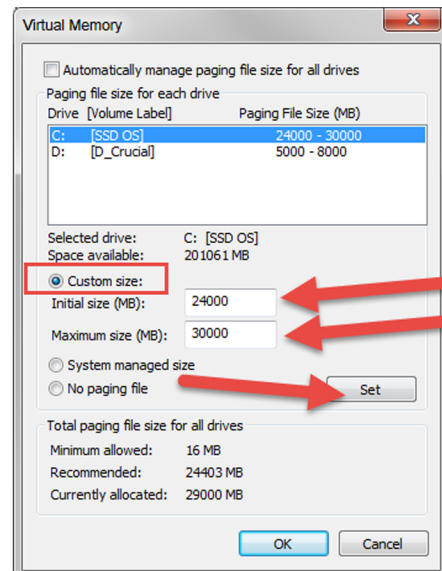 Virtual Memory
Automatically manage paging file size for all drives
Paging file size for each drive
Drive [Volume Label] Paging File Size (MB)
C: [SSD OS] 24000 - 30000
D: [D_Crucial] 5000 - 8000
Selected drive: C: [SSD OS]
Space available: 201061 MB
Custom size:
Initial size (MB): 24000
Maximum size (MB): 30000
System managed size
No paging file Set
Total paging file size for all drives
Minimum allowed: 16 MB
Recommended: 24403 MB
Currently allocated: 29000 MB
OK Cancel